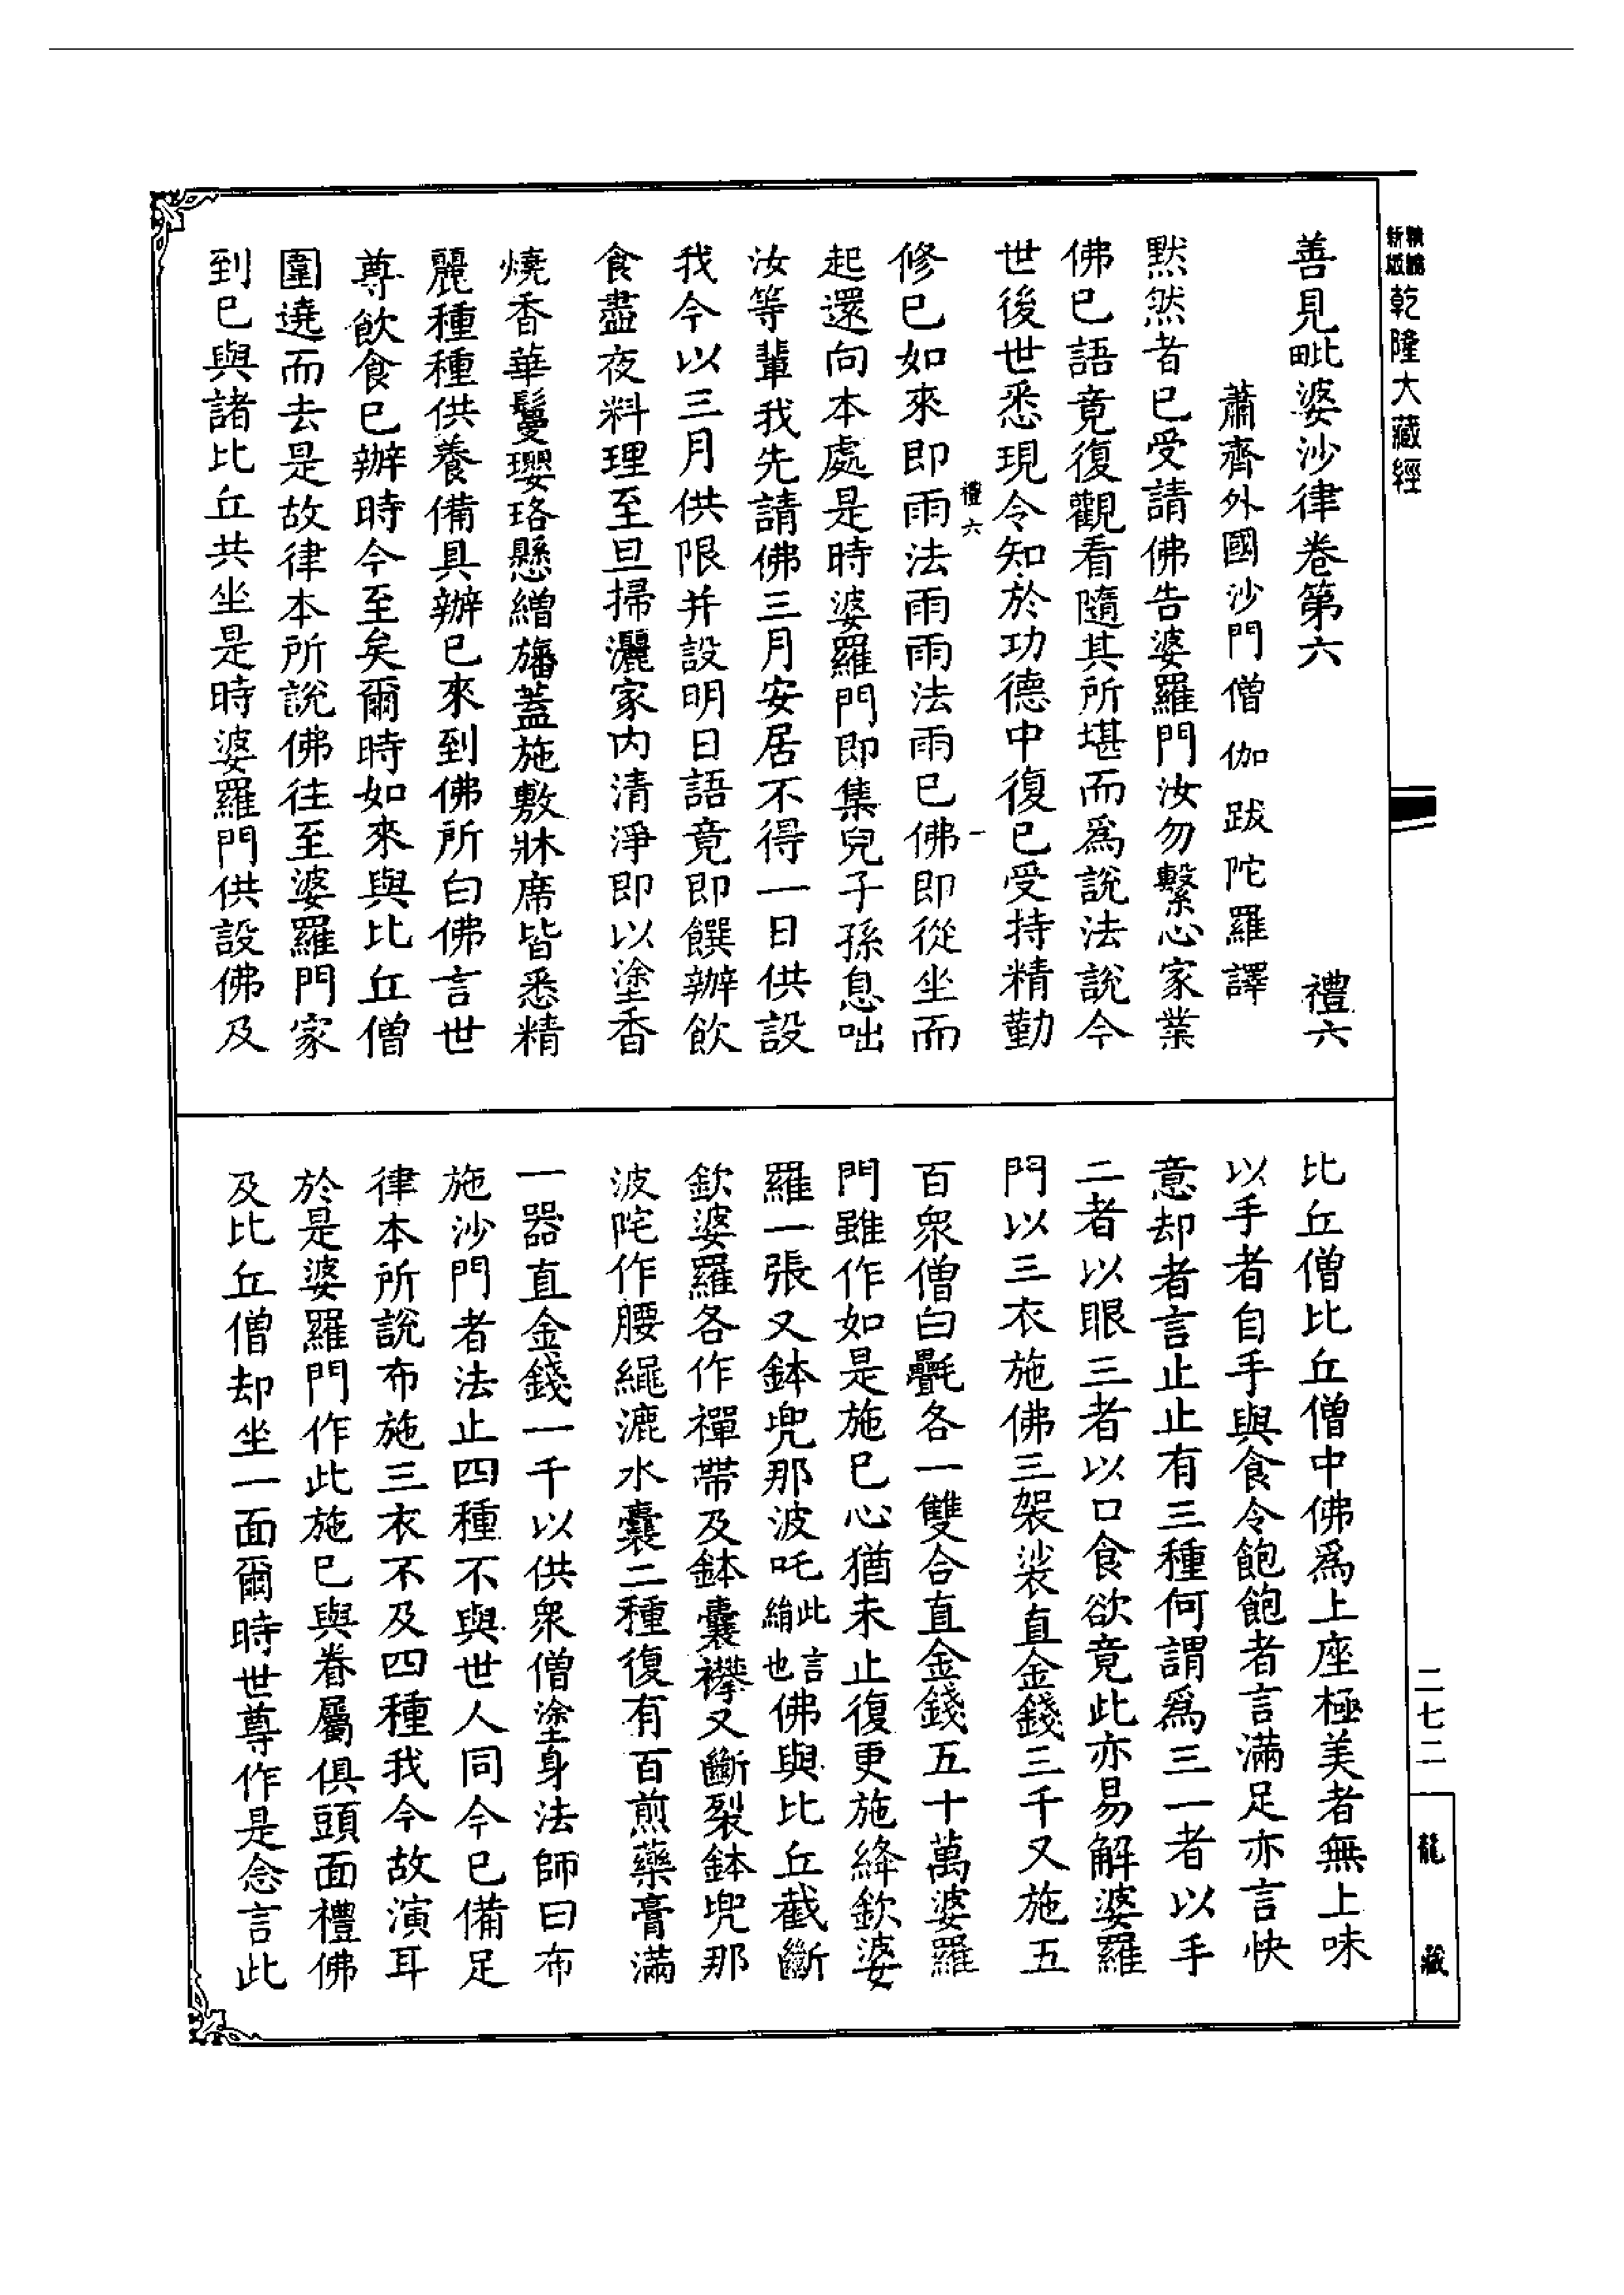 新版精縮乾隆大藏經
善見毗婆沙律卷第六　禮六
蕭齊外國沙門僧伽跋陀羅譯
默然者已受請佛告婆羅門汝勿繫心家業
佛已語竟復觀看隨其所堪而爲說法說今
世後世悉現令知於功德中復已受持精勤
禮六　一
修已如來即雨法雨雨法雨已佛即從坐而
起還向本處是時婆羅門即集兒子孫息咄
汝等輩我先請佛三月安居不得一日供設
我今以三月供限并設明日語竟即饌辦飲
食盡夜料理至旦掃灑家內清淨即以塗香
燒香華鬘瓔珞懸繒旛蓋施敷牀席皆悉精
麗種種供養備具辦已來到佛所白佛言世
尊飲食已辦時今至矣爾時如來與比丘僧
圍遶而去是故律本所說佛往至婆羅門家
到已與諸比丘共坐是時婆羅門供設佛及
比丘僧比丘僧中佛爲上座極美者無上味
以手者自手與食令飽飽者言滿足亦言快
意却者言止止有三種何謂爲三一者以手
二者以眼三者以口食欲竟此亦易解婆羅
門以三衣施佛三袈裟直金錢三千又施五
百衆僧白㲲各一雙合直金錢五十萬婆羅
門雖作如是施已心猶未止復更施絳欽婆
羅一張又鉢兜那波吒此言絹也佛與比丘截斷
欽婆羅各作禪帶及鉢囊襻又斷裂鉢兜那
波陀作腰繩漉水囊二種復有百煎藥膏滿
一器直金錢一千以供衆僧塗身法師曰布
施沙門者法止四種不與世人同今已備足
律本所說布施三衣不及四種我今故演耳
於是婆羅門作此施已與眷屬俱頭面禮佛
及比丘僧却坐一面爾時世尊作是念言此
二七二
龍藏